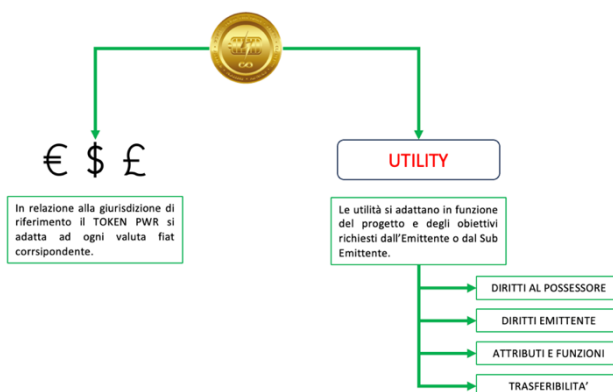 € $ £
UTILITY
In relazione alla giurisdizione di
riferimento il TOKEN PWR si
adatta ad ogni valuta fiat
corrsipondente.
Le utilità si adattano in funzione
del progetto e degli obiettivi
richiesti dall'Emittente o dal Sub
Emittente.
DIRITTI AL POSSESSORE
DIRITTI EMITTENTE
ATTRIBUTI E FUNZIONI
TRASFERIBILITA'